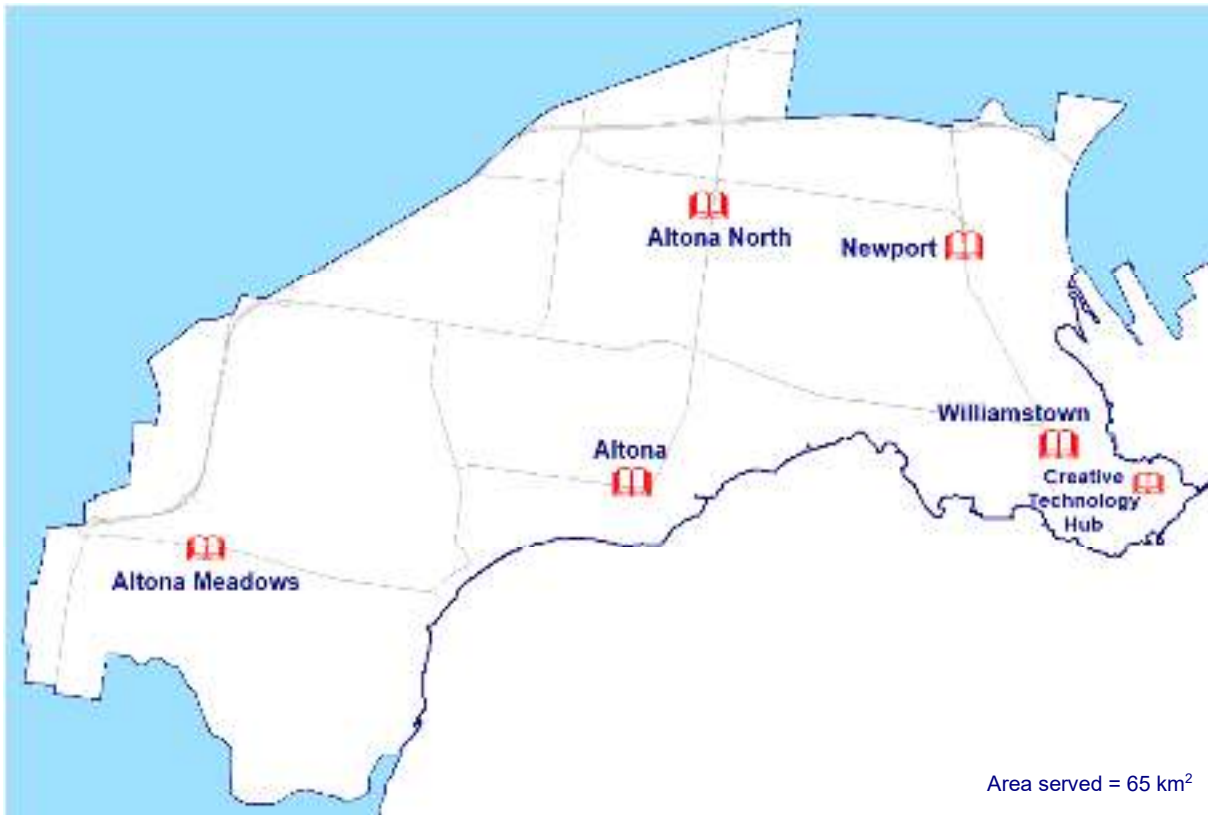 Altona North
Newport
Williamstown
Altona
Creative
Technology
Hub
Altona Meadows
Area served = 65 km²